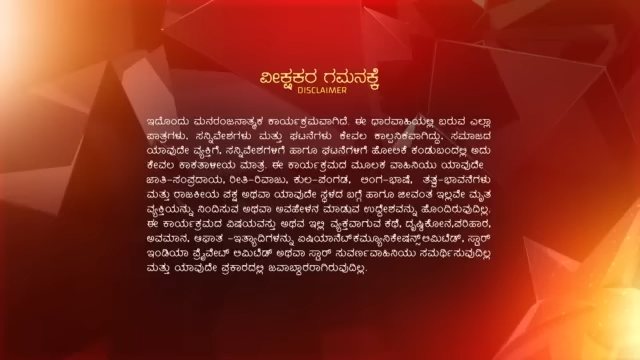 ವೀಕ್ಷಕರ ಗಮನಕ್ಕೆ
DISCLAIMER
ಇದೊಂದು ಮನರಂಜನಾತ್ಮಕ ಕಾರ್ಯಕ್ರಮವಾಗಿದೆ. ಈ ಧಾರವಾಹಿಯಲ್ಲಿ ಬರುವ ಎಲ್ಲಾ
ಪಾತ್ರಗಳು, ಸನ್ನಿವೇಶಗಳು ಮತ್ತು ಘಟನೆಗಳು ಕೇವಲ ಕಾಲ್ಪನಿಕವಾಗಿದ್ದು, ಸಮಾಜದ
ಯಾವುದೇ ವ್ಯಕ್ತಿಗೆ, ಸನ್ನಿವೇಶಗಳಿಗೆ ಹಾಗೂ ಘಟನೆಗಳಿಗೆ ಹೋಲಿಕೆ ಕಂಡುಬಂದಲ್ಲಿ ಅದು
ಕೇವಲ ಕಾಕತಾಳೀಯ ಮಾತ್ರ. ಈ ಕಾರ್ಯಕ್ರಮದ ಮೂಲಕ ವಾಹಿನಿಯು ಯಾವುದೇ
ಜಾತಿ-ಸಂಪ್ರದಾಯ, ರೀತಿ-ರಿವಾಜು, ಕುಲ-ಪಂಗಡ, ಲಿಂಗ-ಭಾಷೆ, ತತ್ವ-ಭಾವನೆಗಳು
ಮತ್ತು ರಾಜಕೀಯ ಪಕ್ಷ ಅಥವಾ ಯಾವುದೇ ಸ್ಥಳದ ಬಗ್ಗೆ ಹಾಗೂ ಜೀವಂತ ಇಲ್ಲವೇ ಮೃತ
ವ್ಯಕ್ತಿಯನ್ನು ನಿಂದಿಸುವ ಅಥವಾ ಅವಹೇಳನ ಮಾಡುವ ಉದ್ದೇಶವನ್ನು ಹೊಂದಿರುವುದಿಲ್ಲ.
ಈ ಕಾರ್ಯಕ್ರಮದ ವಿಷಯವಸ್ತು ಅಥವ ಇಲ್ಲಿ ವ್ಯಕ್ತವಾಗುವ ಕಥೆ, ದೃಷ್ಟಿಕೋನ,ಪರಿಹಾರ,
ಅವಮಾನ, ಆಘಾತ -ಇತ್ಯಾದಿಗಳನ್ನು ಏಷಿಯಾನೆಟ್‌ಕಮ್ಯೂನಿಕೇಷನ್ಸ್ ಲಿಮಿಟೆಡ್, ಸ್ಟಾರ್
ಇಂಡಿಯಾ ಪ್ರೈವೇಟ್ ಲಿಮಿಟೆಡ್ ಅಥವಾ ಸ್ಟಾರ್ ಸುವರ್ಣವಾಹಿನಿಯು ಸಮರ್ಥಿಸುವುದಿಲ್ಲ
ಮತ್ತು ಯಾವುದೇ ಪ್ರಕಾರದಲ್ಲಿ ಜವಾಬ್ದಾರರಾಗಿರುವುದಿಲ್ಲ.